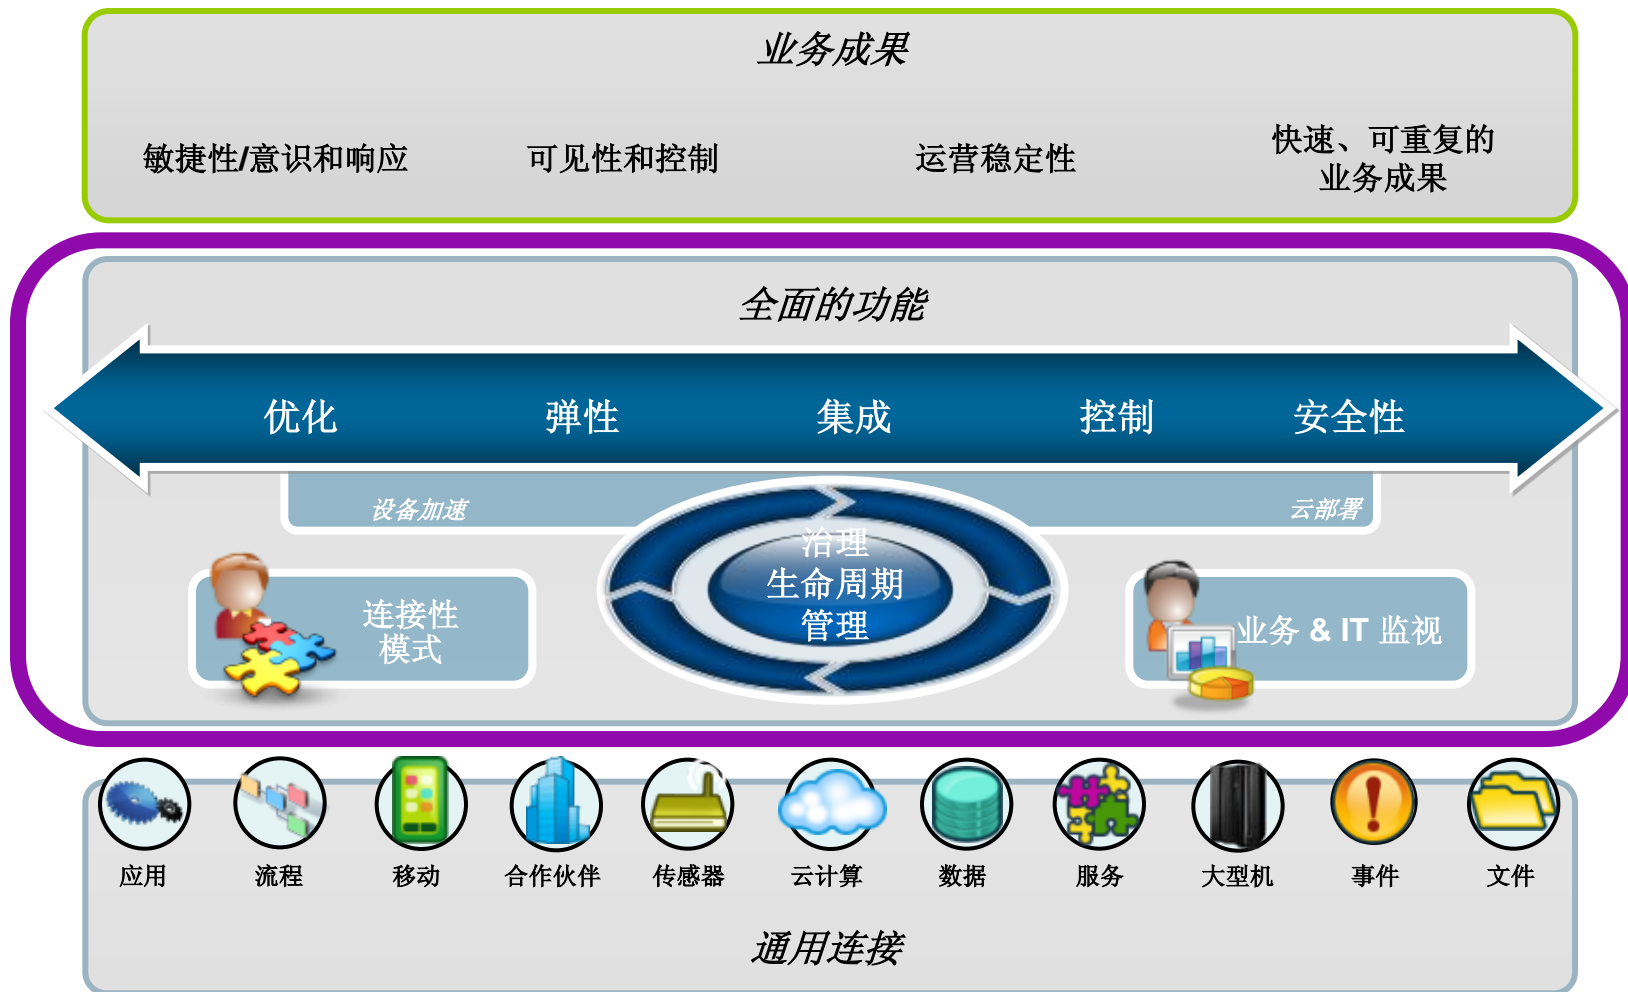 业务成果
敏捷性/意识和响应
可见性和控制
运营稳定性
快速、可重复的
业务成果
全面的功能
优化
弹性
集成
控制
安全性
设备加速
云部署
治理
生命周期
管理
连接性
模式
业务 & IT 监视
应用
流程
移动
合作伙伴
传感器
云计算
数据
服务
大型机
事件
文件
通用连接